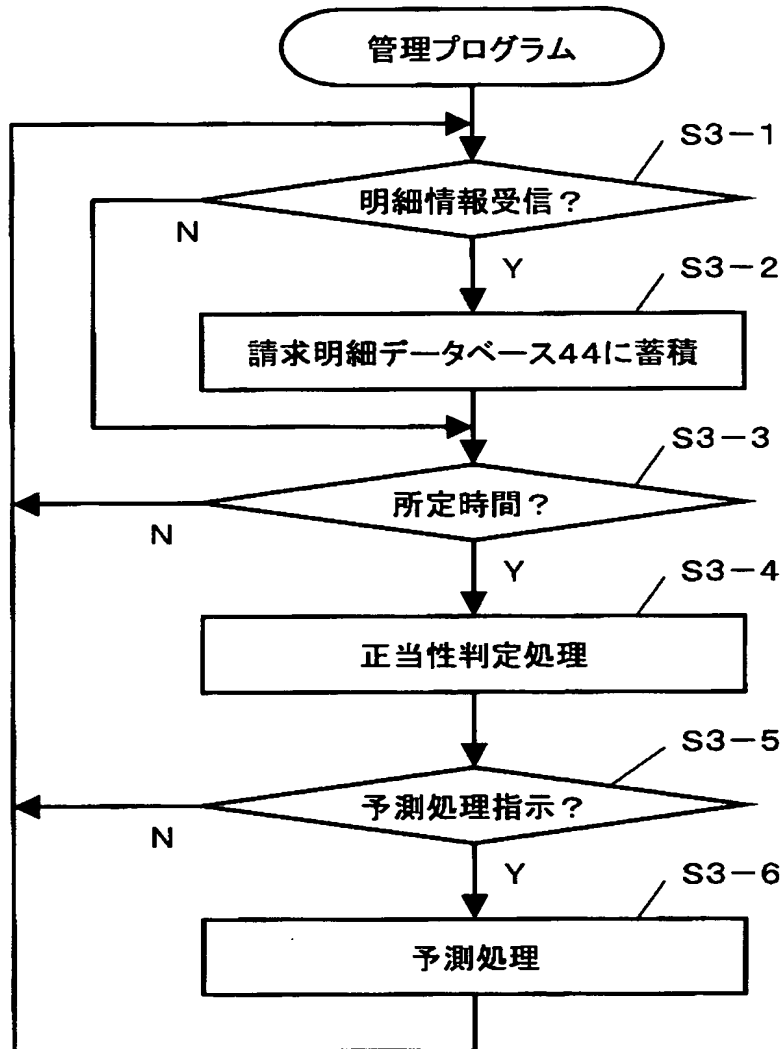 管理プログラム
S3-1
明細情報受信?
N
Y
S3-2
請求明細データベース44に蓄積
S3-3
所定時間?
N
Y
S3-4
正当性判定処理
S3-5
予測処理指示?
N
Y
S3-6
予測処理